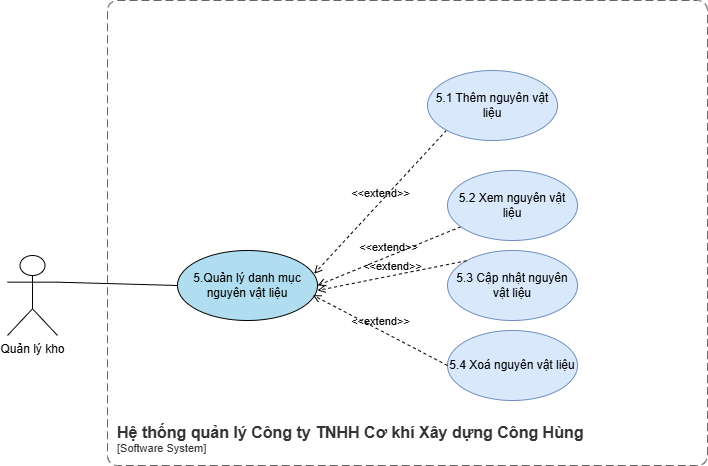 5.1 Thêm nguyên vật
liệu
<<extend>>
5.2 Xem nguyên vật
liệu
<<extend>>
<<extend>>
5.Quản lý danh mục
nguyên vật liệu
5.3 Cập nhật nguyên
vật liệu
<<extend>>
Quản lý kho
5.4 Xoá nguyên vật liệu
Hệ thống quản lý Công ty TNHH Cơ khí Xây dựng Công Hùng
[Software System]